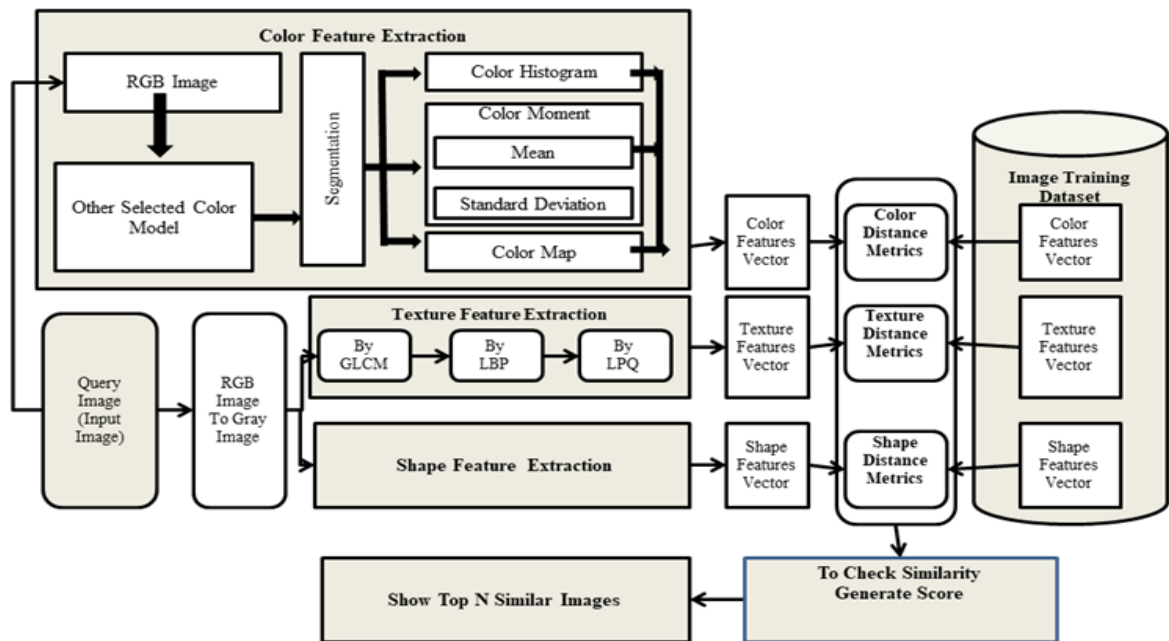 Color Feature Extraction
RGB Image
Other Selected Color
Model
Segmentation
Color Histogram
Color Moment
Mean
Standard Deviation
Color Map
Color
Features
Vector
Color
Distance
Metrics
Image Training
Dataset
Color
Features
Vector
Query
Image
(Input
Image)
RGB
Image
To Gray
Image
Texture Feature Extraction
By
GLCM
By
LBP
By
LPQ
Texture
Features
Vector
Texture
Distance
Metrics
Texture
Features
Vector
Shape Feature Extraction
Shape
Features
Vector
Shape
Distance
Metrics
Shape
Features
Vector
To Check Similarity
Generate Score
Show Top N Similar Images